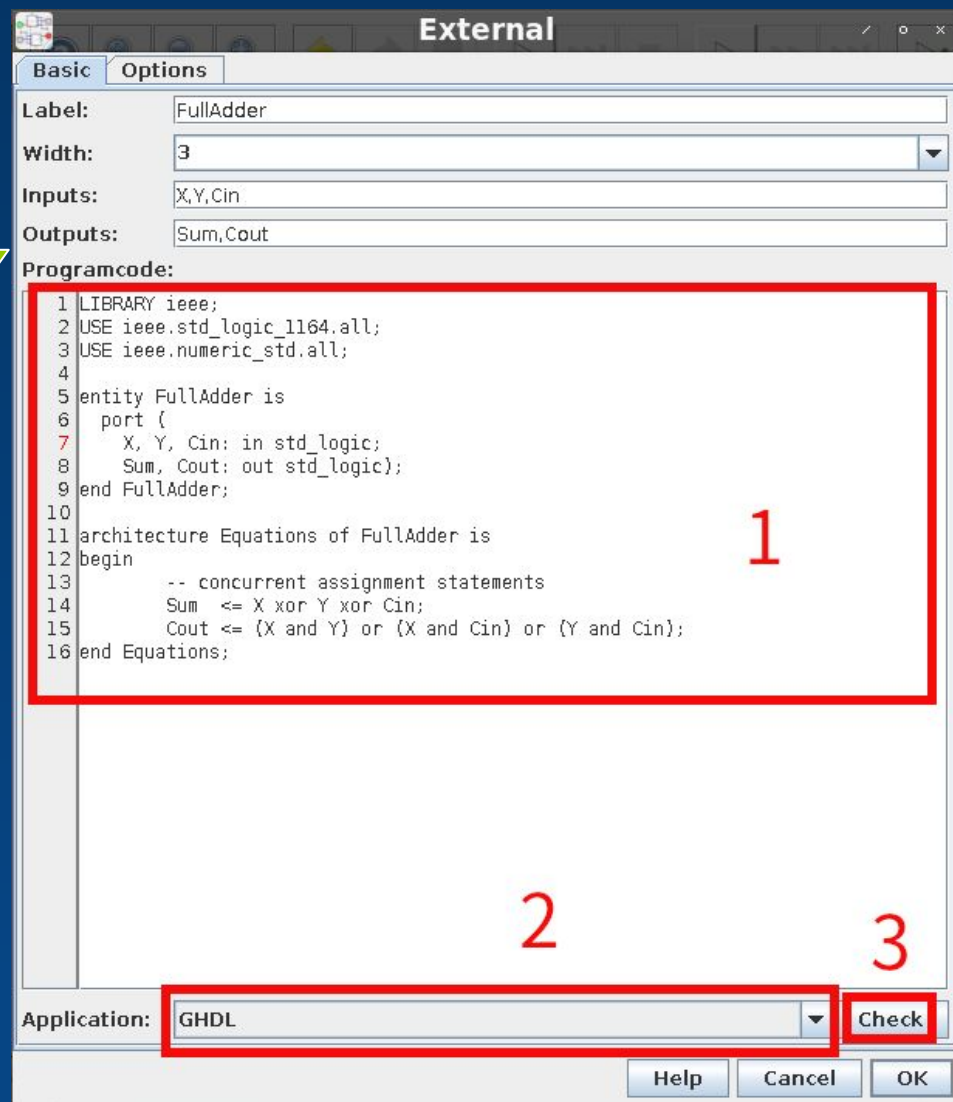 External
Basic Options
Label: FullAdder
Width: 3
Inputs: X,Y,Cin
Outputs: Sum,Cout
Programcode:
1 LIBRARY ieee;
2 USE ieee.std_logic_1164.all;
3 USE ieee.numeric_std.all;
4
5 entity FullAdder is
6   port (
7     X, Y, Cin: in std_logic;
8     Sum, Cout: out std_logic);
9 end FullAdder;
10
11 architecture Equations of FullAdder is
12 begin
13         -- concurrent assignment statements
14         Sum  <= X xor Y xor Cin;
15         Cout <= (X and Y) or (X and Cin) or (Y and Cin);
16 end Equations;
1
2
3
Application: GHDL Check
Help Cancel OK